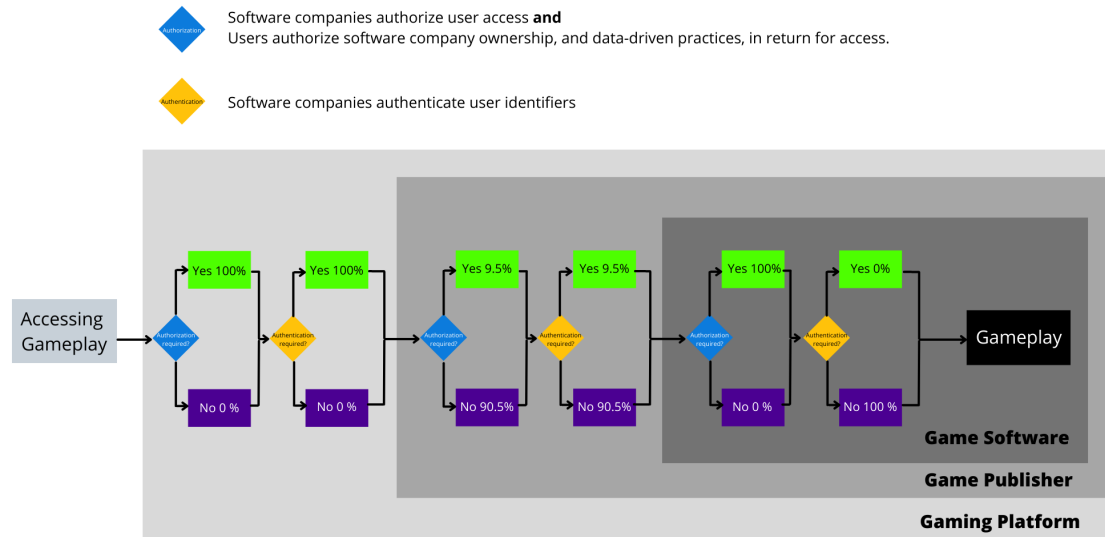 Authorization
Software companies authorize user access and
Users authorize software company ownership, and data-driven practices, in return for access.
Authentication
Software companies authenticate user identifiers
Accessing
Gameplay
Authorization
required?
Yes 100%
No 0 %
Authentication
required?
Yes 100%
No 0 %
Authorization
required?
Yes 9.5%
No 90.5%
Authentication
required?
Yes 9.5%
No 90.5%
Authorization
required?
Yes 100%
No 0 %
Authentication
required?
Yes 0%
No 100 %
Gameplay
Game Software
Game Publisher
Gaming Platform